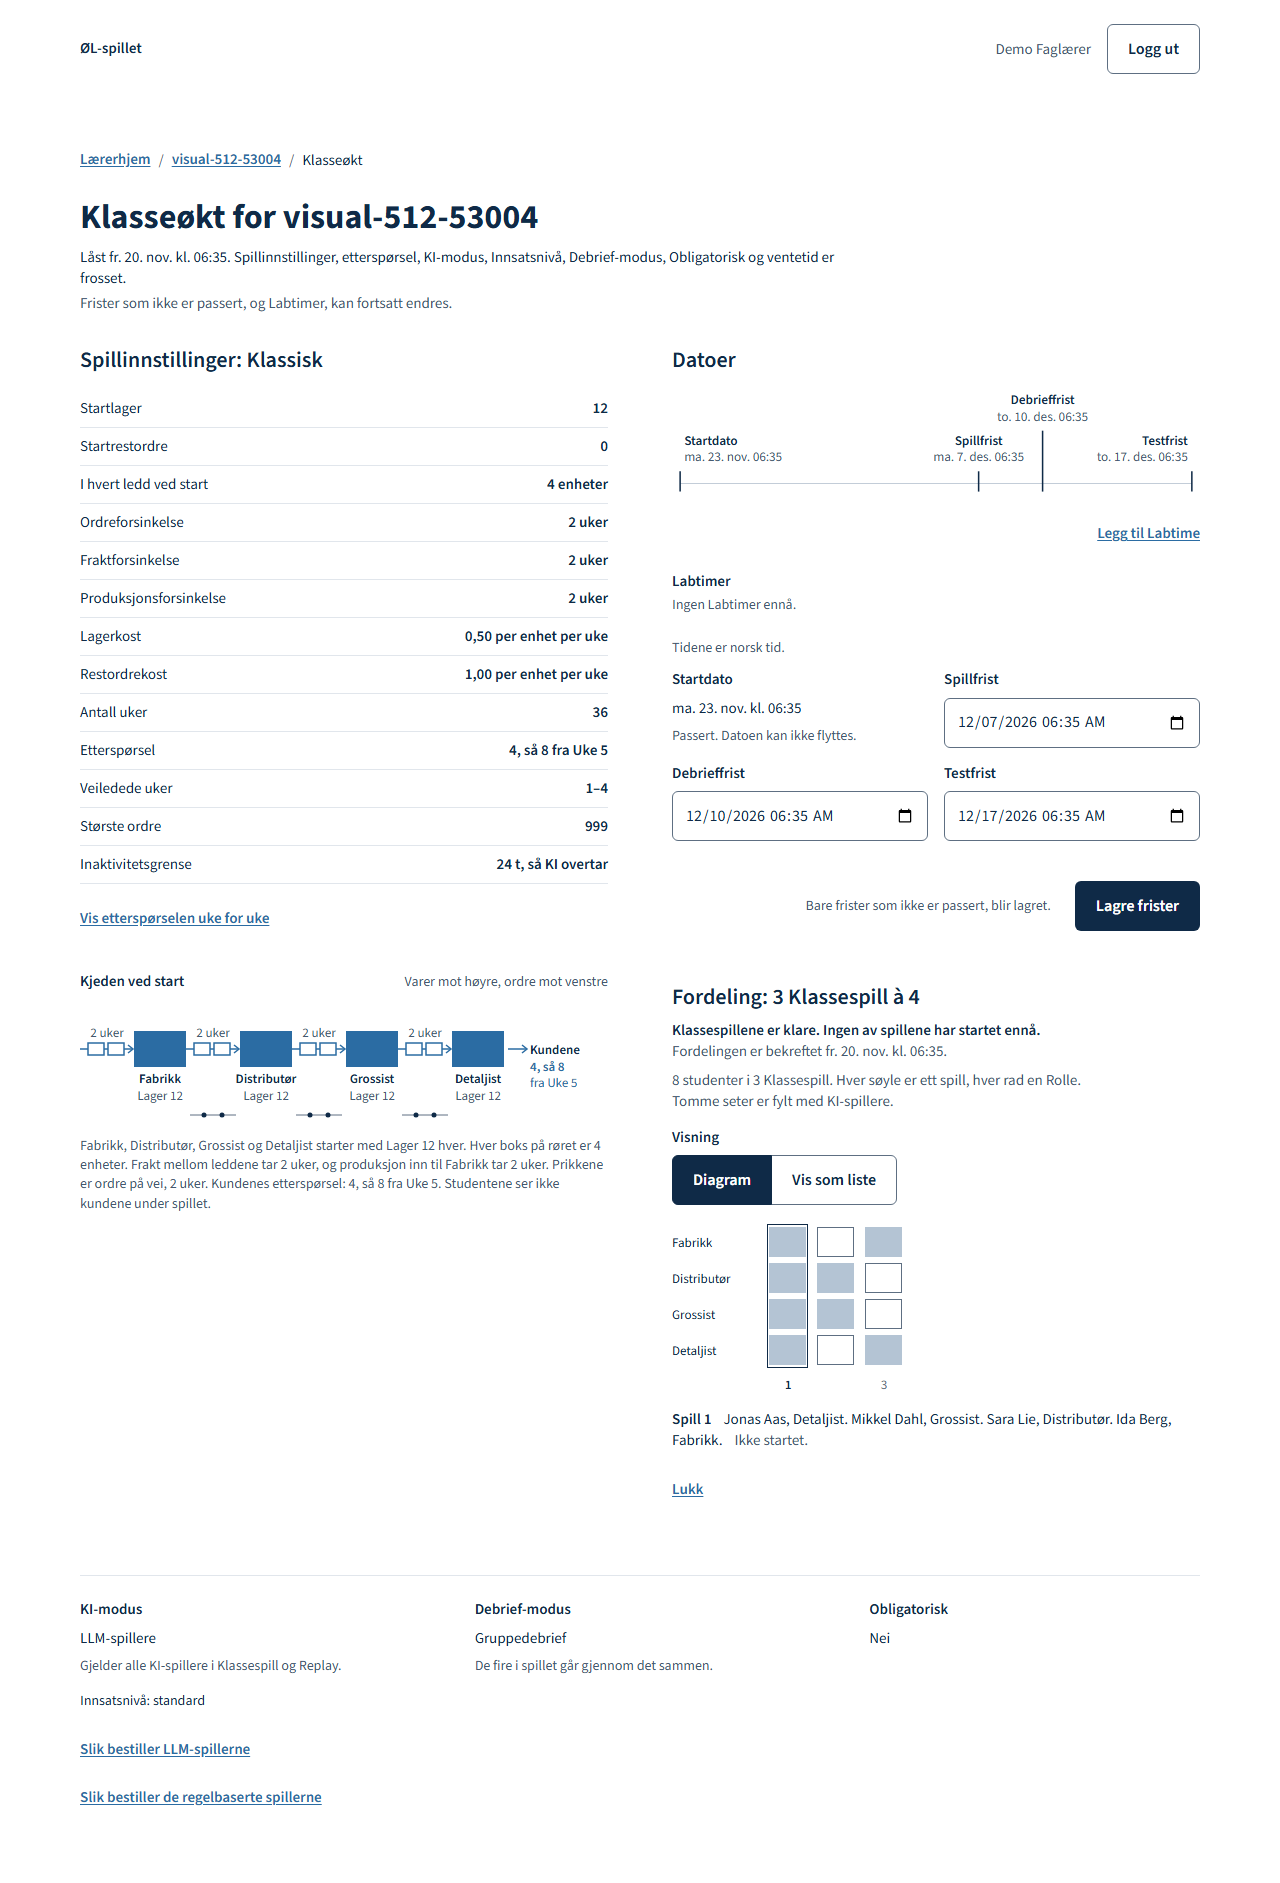 ØL-spillet
Demo Faglærer
Logg ut
Lærerhjem / visual-512-53004 / Klasseøkt
Klasseøkt for visual-512-53004
Låst fr. 20. nov. kl. 06:35. Spillinnstillinger, etterspørsel, KI-modus, Innsatsnivå, Debrief-modus, Obligatorisk og ventetid er
frosset.
Frister som ikke er passert, og Labtimer, kan fortsatt endres.
Spillinnstillinger: Klassisk
Startlager 12
Startrestordre 0
I hvert ledd ved start 4 enheter
Ordreforsinkelse 2 uker
Fraktforsinkelse 2 uker
Produksjonsforsinkelse 2 uker
Lagerkost 0,50 per enhet per uke
Restordrekost 1,00 per enhet per uke
Antall uker 36
Etterspørsel 4, så 8 fra Uke 5
Veiledede uker 1–4
Største ordre 999
Inaktivitetsgrense 24 t, så KI overtar
Vis etterspørselen uke for uke
Kjeden ved start
Varer mot høyre, ordre mot venstre
2 uker 2 uker 2 uker 2 uker
Kundene
4, så 8
fra Uke 5
Fabrikk Distributør Grossist Detaljist
Lager 12 Lager 12 Lager 12 Lager 12
Fabrikk, Distributør, Grossist og Detaljist starter med Lager 12 hver. Hver boks på røret er 4
enheter. Frakt mellom leddene tar 2 uker, og produksjon inn til Fabrikk tar 2 uker. Prikkene
er ordre på vei, 2 uker. Kundenes etterspørsel: 4, så 8 fra Uke 5. Studentene ser ikke
kundene under spillet.
Datoer
Debrieffrist
to. 10. des. 06:35
Startdato Spillfrist Testfrist
ma. 23. nov. 06:35 ma. 7. des. 06:35 to. 17. des. 06:35
Legg til Labtime
Labtimer
Ingen Labtimer ennå.
Tidene er norsk tid.
Startdato
ma. 23. nov. kl. 06:35
Passert. Datoen kan ikke flyttes.
Spillfrist
12/07/2026 06:35 AM
Debrieffrist
12/10/2026 06:35 AM
Testfrist
12/17/2026 06:35 AM
Bare frister som ikke er passert, blir lagret.
Lagre frister
Fordeling: 3 Klassespill à 4
Klassespillene er klare. Ingen av spillene har startet ennå.
Fordelingen er bekreftet fr. 20. nov. kl. 06:35.
8 studenter i 3 Klassespill. Hver søyle er ett spill, hver rad en Rolle.
Tomme seter er fylt med KI-spillere.
Visning
Diagram
Vis som liste
Fabrikk
Distributør
Grossist
Detaljist
1 3
Spill 1 Jonas Aas, Detaljist. Mikkel Dahl, Grossist. Sara Lie, Distributør. Ida Berg,
Fabrikk. Ikke startet.
Lukk
KI-modus
LLM-spillere
Gjelder alle KI-spillere i Klassespill og Replay.
Innsatsnivå: standard
Slik bestiller LLM-spillerne
Slik bestiller de regelbaserte spillerne
Debrief-modus
Gruppedebrief
De fire i spillet går gjennom det sammen.
Obligatorisk
Nei